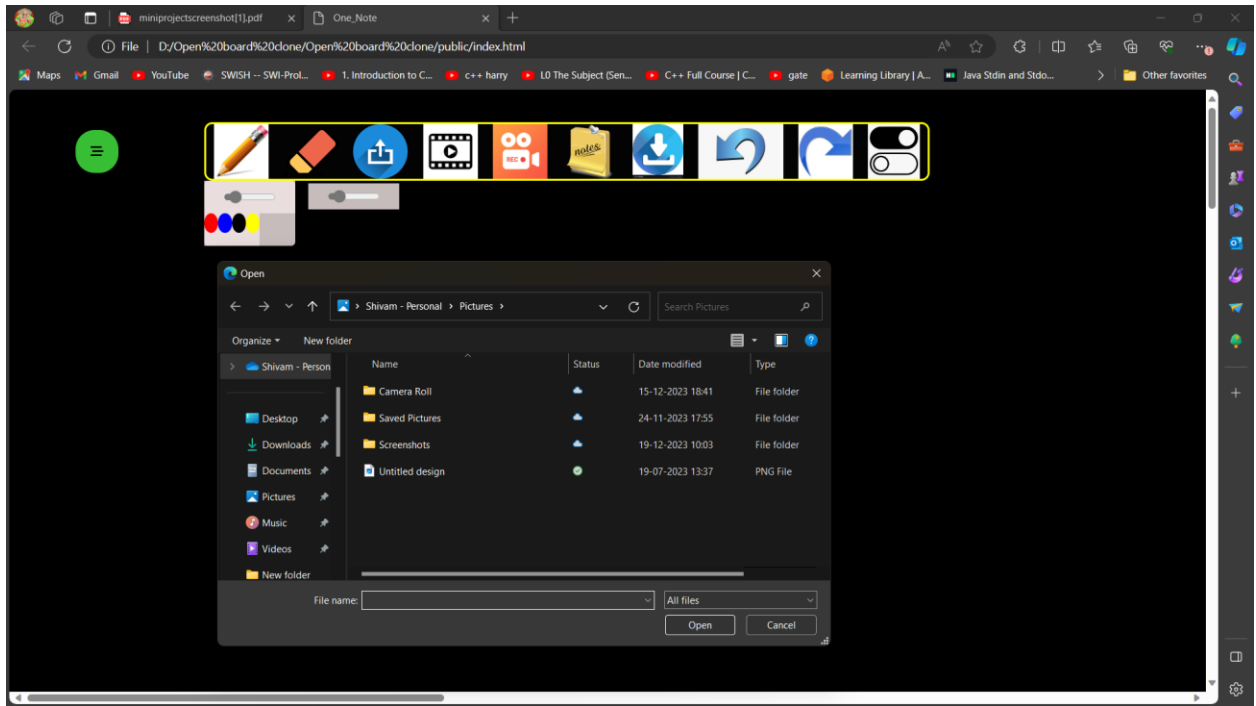 miniprojectscreenshot[1].pdf
One_Note
File
D:/Open%20board%20clone/Open%20board%20clone/public/index.html
Maps
Gmail
YouTube
SWISH -- SWI-Prol...
1. Introduction to C...
c++ harry
L0 The Subject (Sen...
C++ Full Course | C...
gate
Learning Library | A...
Java Stdin and Stdo...
Other favorites
REC
notes
Open
Shivam - Personal > Pictures >
Search Pictures
Organize
New folder
Name
Status
Date modified
Type
Shivam - Person
Camera Roll
15-12-2023 18:41
File folder
Saved Pictures
24-11-2023 17:55
File folder
Screenshots
19-12-2023 10:03
File folder
Untitled design
19-07-2023 13:37
PNG File
Desktop
Downloads
Documents
Pictures
Music
Videos
New folder
File name:
All files
Open
Cancel